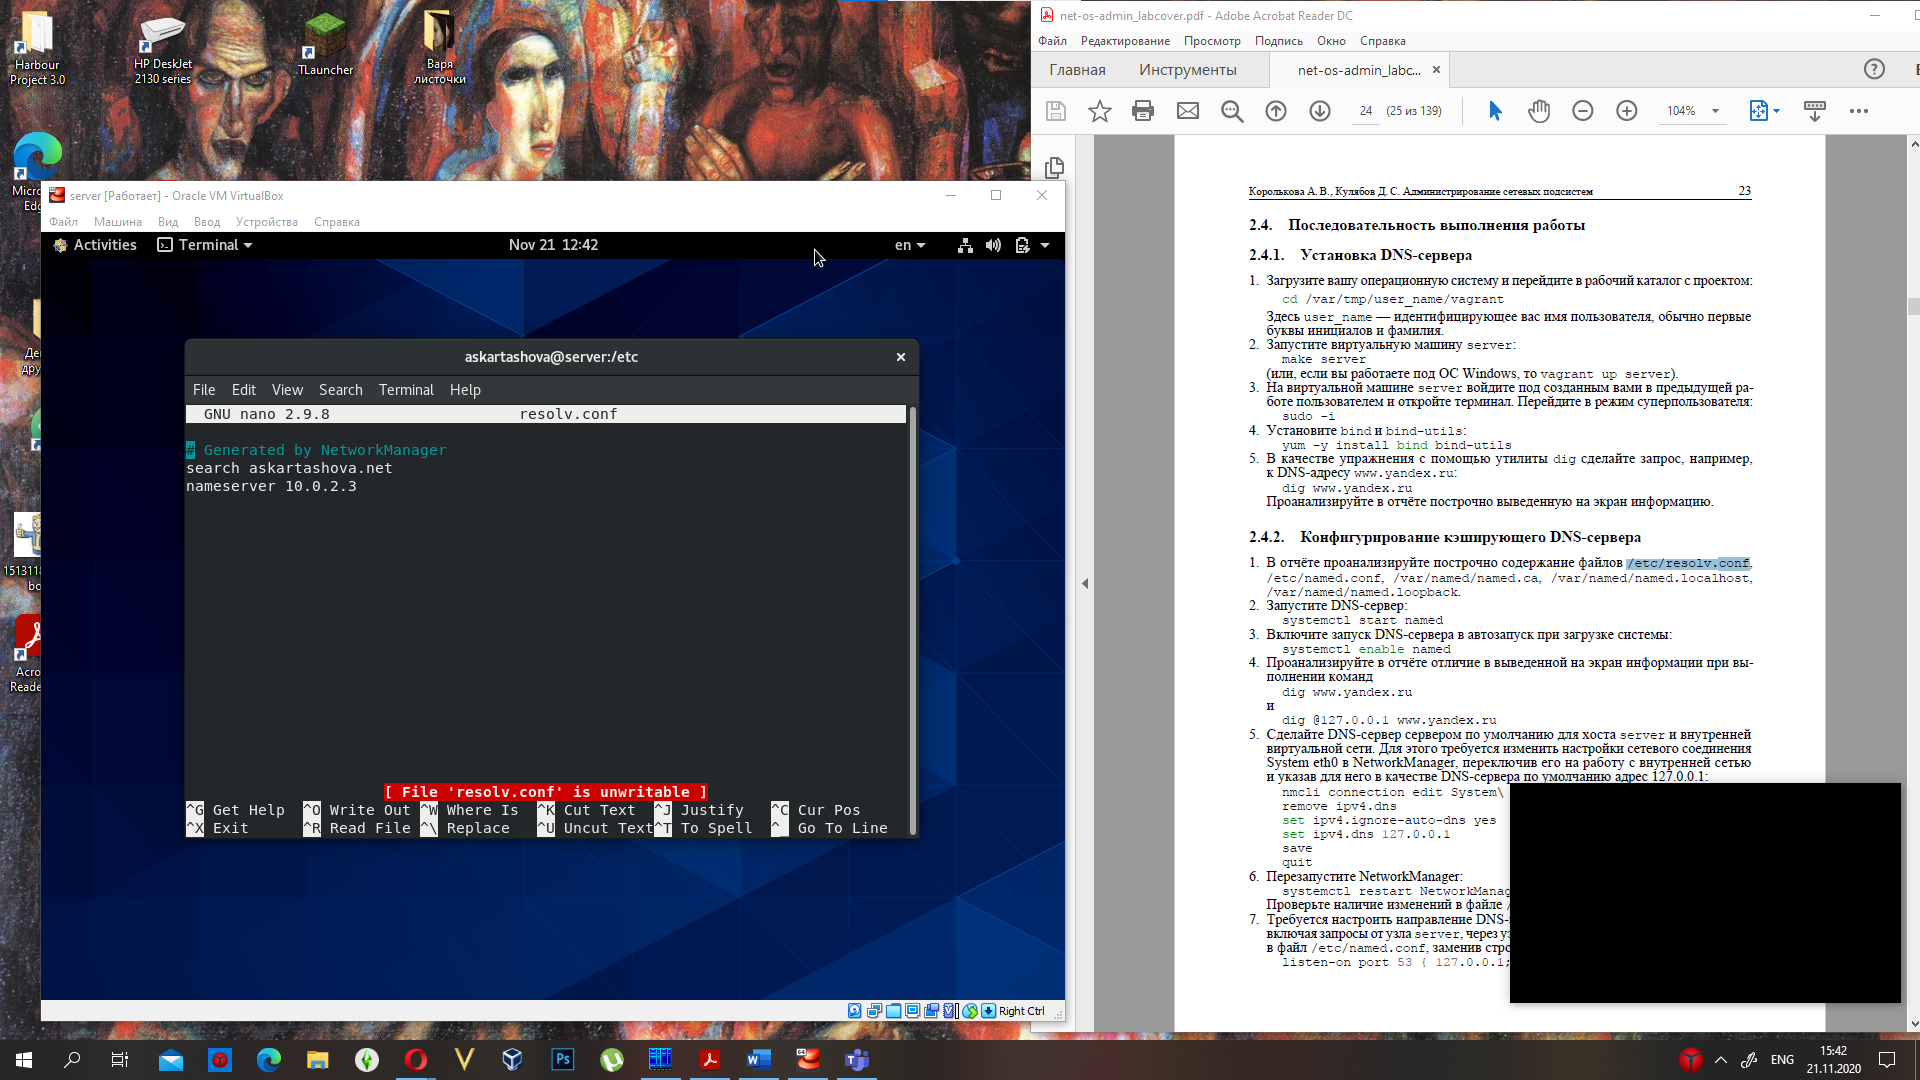 Harbour
Project 3.0
HP DeskJet
2130 series
TLauncher
Варя
листочки
server [Работает] - Oracle VM VirtualBox
Файл Машина Вид Ввод Устройства Справка
Activities Terminal Nov 21 12:42 en
askartashova@server:/etc
File Edit View Search Terminal Help
GNU nano 2.9.8 resolv.conf
# Generated by NetworkManager
search askartashova.net
nameserver 10.0.2.3
[ File 'resolv.conf' is unwritable ]
^G Get Help ^O Write Out ^W Where Is ^K Cut Text ^J Justify ^C Cur Pos
^X Exit ^R Read File ^\ Replace ^U Uncut Text ^T To Spell ^_ Go To Line
Right Ctrl
net-os-admin_labcover.pdf - Adobe Acrobat Reader DC
Файл Редактирование Просмотр Подпись Окно Справка
Главная Инструменты net-os-admin_labc... ×
24 (25 из 139) 104%
Королькова А. В., Кулябов Д. С. Администрирование сетевых подсистем 23
2.4. Последовательность выполнения работы
2.4.1. Установка DNS-сервера
1. Загрузите вашу операционную систему и перейдите в рабочий каталог с проектом:
cd /var/tmp/user_name/vagrant
Здесь user_name — идентифицирующее вас имя пользователя, обычно первые
буквы инициалов и фамилия.
2. Запустите виртуальную машину server:
make server
(или, если вы работаете под ОС Windows, то vagrant up server).
3. На виртуальной машине server войдите под созданным вами в предыдущей ра-
боте пользователем и откройте терминал. Перейдите в режим суперпользователя:
sudo -i
4. Установите bind и bind-utils:
yum -y install bind bind-utils
5. В качестве упражнения с помощью утилиты dig сделайте запрос, например,
к DNS-адресу www.yandex.ru:
dig www.yandex.ru
Проанализируйте в отчёте построчно выведенную на экран информацию.
2.4.2. Конфигурирование кэширующего DNS-сервера
1. В отчёте проанализируйте построчно содержание файлов /etc/resolv.conf,
/etc/named.conf, /var/named/named.ca, /var/named/named.localhost,
/var/named/named.loopback.
2. Запустите DNS-сервер:
systemctl start named
3. Включите запуск DNS-сервера в автозапуск при загрузке системы:
systemctl enable named
4. Проанализируйте в отчёте отличие в выведенной на экран информации при вы-
полнении команд
dig www.yandex.ru
и
dig @127.0.0.1 www.yandex.ru
5. Сделайте DNS-сервер сервером по умолчанию для хоста server и внутренней
виртуальной сети. Для этого требуется изменить настройки сетевого соединения
System eth0 в NetworkManager, переключив его на работу с внутренней сетью
и указав для него в качестве DNS-сервера по умолчанию адрес 127.0.0.1:
nmcli connection edit System\
remove ipv4.dns
set ipv4.ignore-auto-dns yes
set ipv4.dns 127.0.0.1
save
quit
6. Перезапустите NetworkManager:
systemctl restart NetworkManag
Проверьте наличие изменений в файле
7. Требуется настроить направление DNS-
включая запросы от узла server, через
в файл /etc/named.conf, заменив стро
listen-on port 53 { 127.0.0.1;
ENG 15:42
21.11.2020